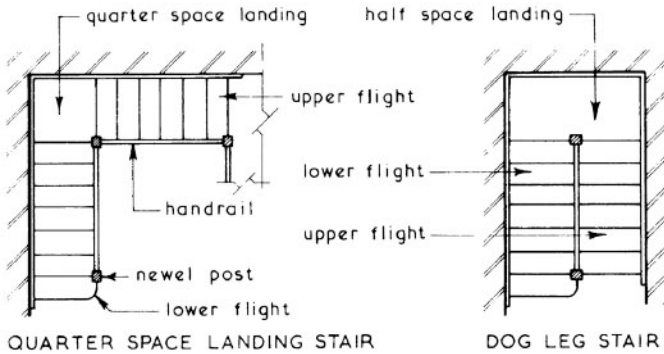 quarter space landing
half space landing
upper flight
lower flight
handrail
upper flight
newel post
lower flight
QUARTER SPACE LANDING STAIR
DOG LEG STAIR